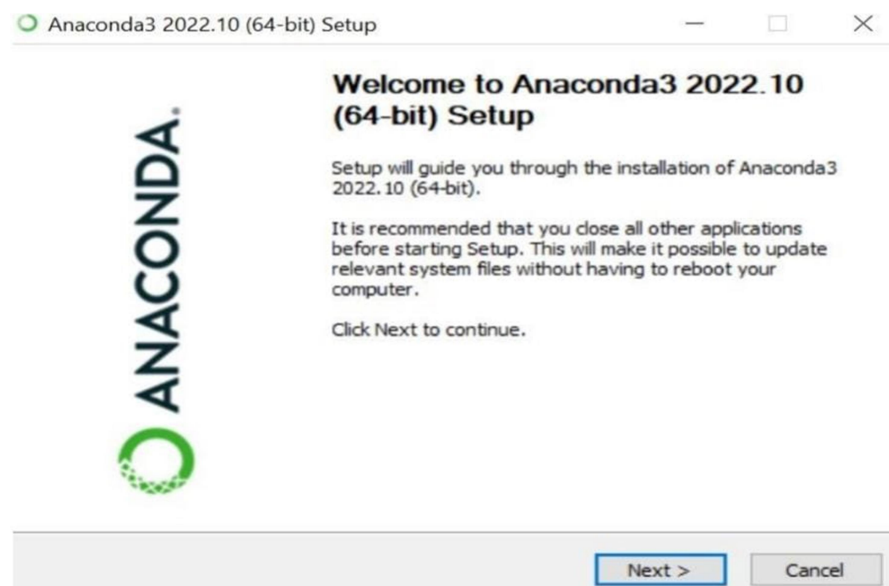 Anaconda3 2022.10 (64-bit) Setup
ANACONDA.
Welcome to Anaconda3 2022.10
(64-bit) Setup
Setup will guide you through the installation of Anaconda3
2022.10 (64-bit).
It is recommended that you close all other applications
before starting Setup. This will make it possible to update
relevant system files without having to reboot your
computer.
Click Next to continue.
Next >
Cancel